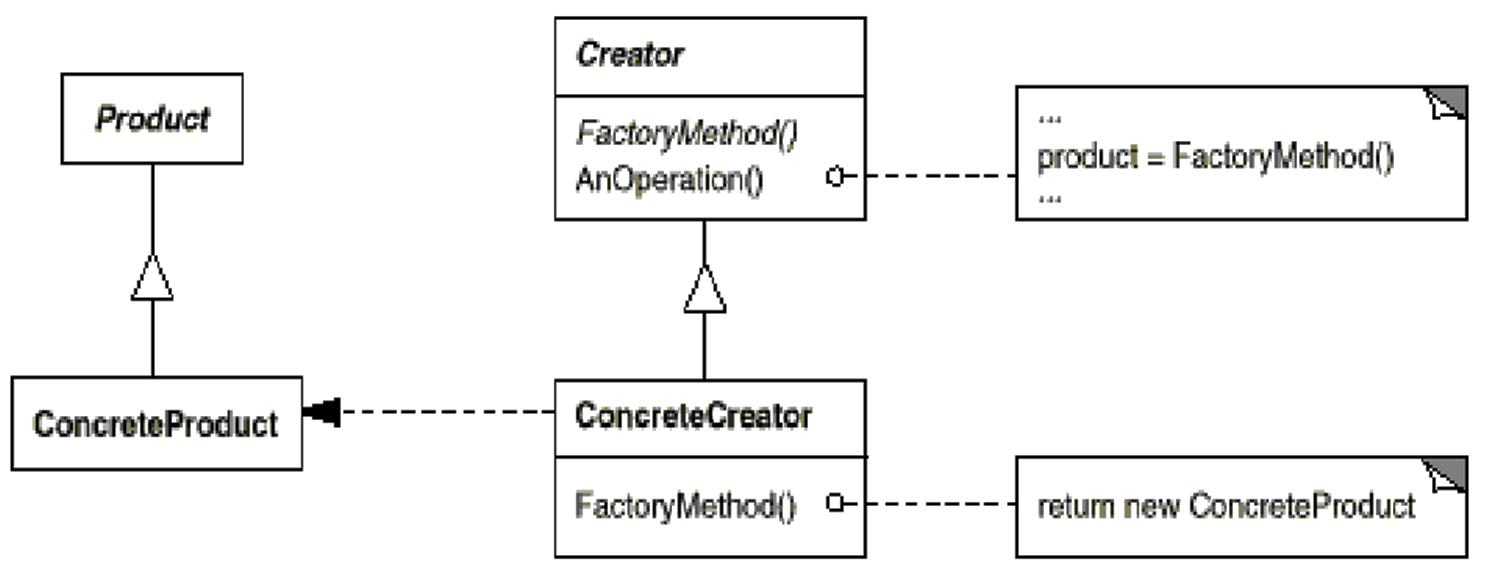 Product
Creator
FactoryMethod()
AnOperation()
...
product = FactoryMethod()
...
ConcreteProduct
ConcreteCreator
FactoryMethod()
return new ConcreteProduct